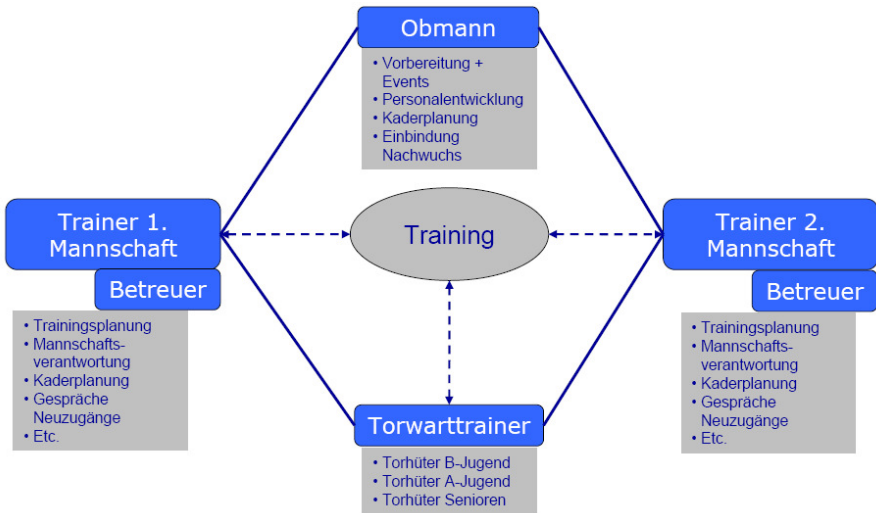 Obmann
• Vorbereitung +
Events
• Personalentwicklung
• Kaderplanung
• Einbindung
Nachwuchs
Trainer 1.
Mannschaft
Betreuer
• Trainingsplanung
• Mannschafts-
verantwortung
• Kaderplanung
• Gespräche
Neuzugänge
• Etc.
Training
Trainer 2.
Mannschaft
Betreuer
• Trainingsplanung
• Mannschafts-
verantwortung
• Kaderplanung
• Gespräche
Neuzugänge
• Etc.
Torwarttrainer
• Torhüter B-Jugend
• Torhüter A-Jugend
• Torhüter Senioren